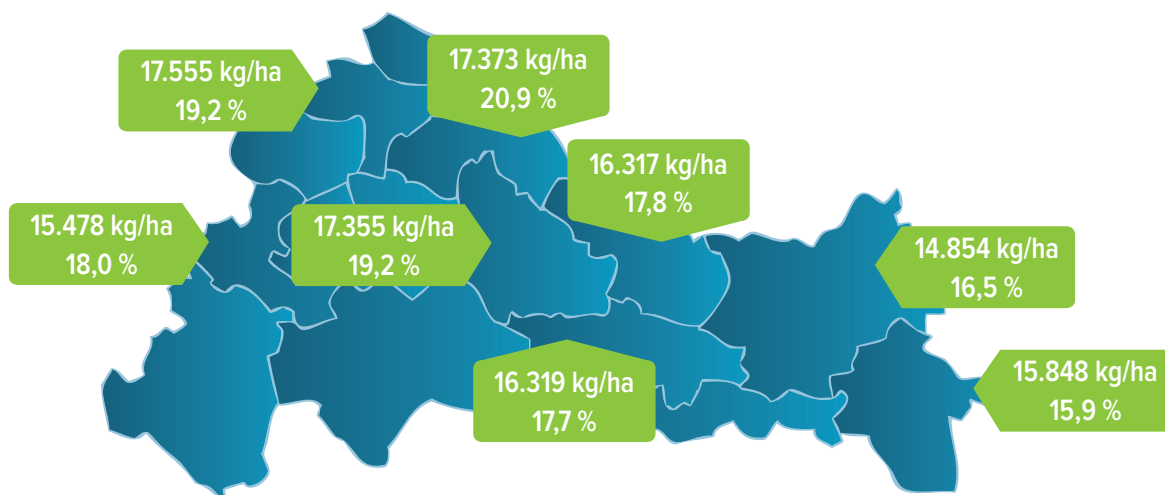 17.555 kg/ha
19,2 %
17.373 kg/ha
20,9 %
16.317 kg/ha
17,8 %
15.478 kg/ha
18,0 %
17.355 kg/ha
19,2 %
14.854 kg/ha
16,5 %
16.319 kg/ha
17,7 %
15.848 kg/ha
15,9 %